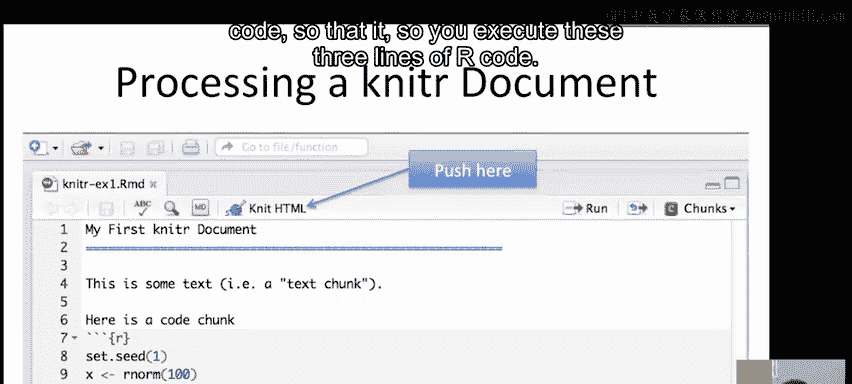 code, so that it, so you execute these
three lines of R code.
Processing a knitr Document
Go to file/function
Push here
knitr-ex1.Rmd
ABC
MD
Knit HTML
Run
Chunks
1 My First knitr Document
2 ==================================================
3
4 This is some text (i.e. a "text chunk").
5
6 Here is a code chunk
7 ```{r}
8 set.seed(1)
9 x <- rnorm(100)